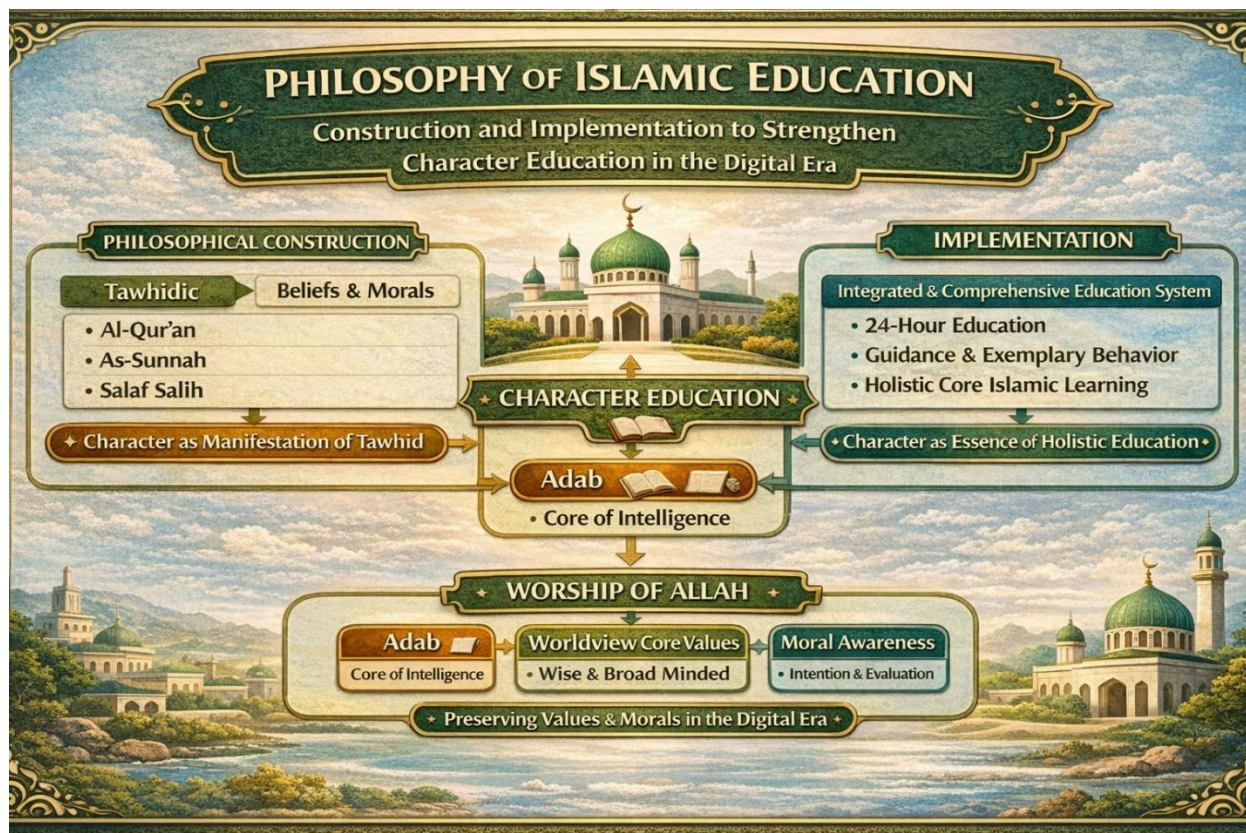 PHILOSOPHY OF ISLAMIC EDUCATION
Construction and Implementation to Strengthen
Character Education in the Digital Era
PHILOSOPHICAL CONSTRUCTION
Tawhidic
Beliefs & Morals
• Al-Qur'an
• As-Sunnah
• Salaf Salih
Character as Manifestation of Tawhid
IMPLEMENTATION
Integrated & Comprehensive Education System
• 24-Hour Education
• Guidance & Exemplary Behavior
• Holistic Core Islamic Learning
Character as Essence of Holistic Education
CHARACTER EDUCATION
Adab
• Core of Intelligence
WORSHIP OF ALLAH
Adab
Core of Intelligence
Worldview Core Values
• Wise & Broad Minded
Moral Awareness
• Intention & Evaluation
Preserving Values & Morals in the Digital Era